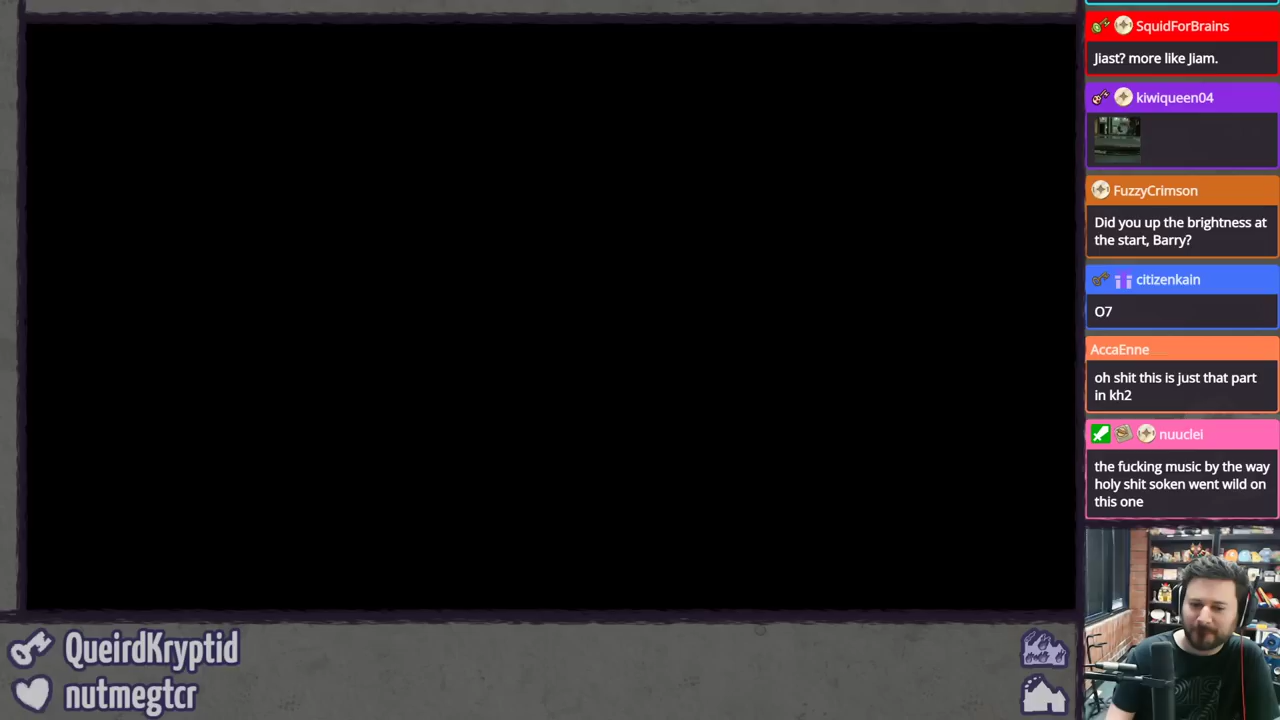 SquidForBrains
Jiast? more like Jiam.
kiwiqueen04
FuzzyCrimson
Did you up the brightness at
the start, Barry?
citizenkain
O7
AccaEnne
oh shit this is just that part
in kh2
nuuclei
the fucking music by the way
holy shit soken went wild on
this one
QueirdKryptid
nutmegtcr